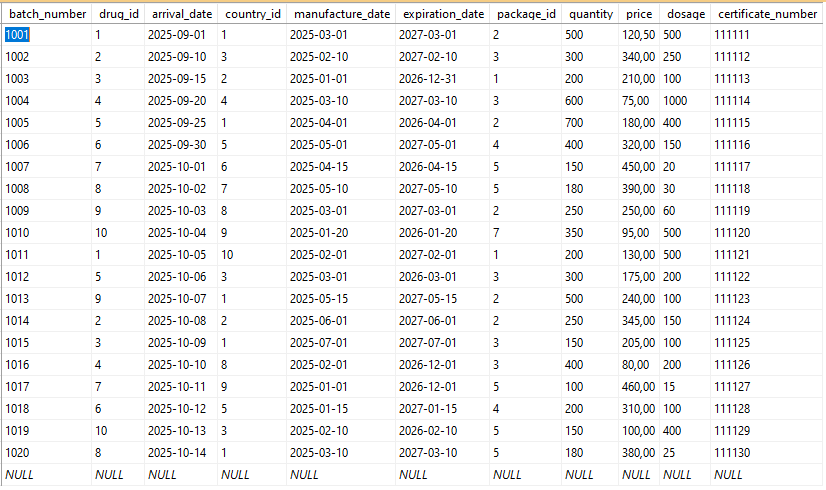 batch_number drug_id arrival_date country_id manufacture_date expiration_date package_id quantity price dosage certificate_number
1001 1 2025-09-01 1 2025-03-01 2027-03-01 2 500 120,50 500 111111
1002 2 2025-09-10 3 2025-02-10 2027-02-10 3 300 340,00 250 111112
1003 3 2025-09-15 2 2025-01-01 2026-12-31 1 200 210,00 100 111113
1004 4 2025-09-20 4 2025-03-10 2027-03-10 3 600 75,00 1000 111114
1005 5 2025-09-25 1 2025-04-01 2026-04-01 2 700 180,00 400 111115
1006 6 2025-09-30 5 2025-05-01 2027-05-01 4 400 320,00 150 111116
1007 7 2025-10-01 6 2025-04-15 2026-04-15 5 150 450,00 20 111117
1008 8 2025-10-02 7 2025-05-10 2027-05-10 5 180 390,00 30 111118
1009 9 2025-10-03 8 2025-03-01 2027-03-01 2 250 250,00 60 111119
1010 10 2025-10-04 9 2025-01-20 2026-01-20 7 350 95,00 500 111120
1011 1 2025-10-05 10 2025-02-01 2027-02-01 1 200 130,00 500 111121
1012 5 2025-10-06 3 2025-03-01 2026-03-01 3 300 175,00 200 111122
1013 9 2025-10-07 1 2025-05-15 2027-05-15 2 500 240,00 100 111123
1014 2 2025-10-08 2 2025-06-01 2027-06-01 2 250 345,00 150 111124
1015 3 2025-10-09 1 2025-07-01 2027-07-01 3 150 205,00 100 111125
1016 4 2025-10-10 8 2025-02-01 2026-12-01 3 400 80,00 200 111126
1017 7 2025-10-11 9 2025-01-01 2026-12-01 5 100 460,00 15 111127
1018 6 2025-10-12 5 2025-01-15 2027-01-15 4 200 310,00 100 111128
1019 10 2025-10-13 3 2025-02-10 2026-02-10 5 150 100,00 400 111129
1020 8 2025-10-14 1 2025-03-10 2027-03-10 5 180 380,00 25 111130
NULL NULL NULL NULL NULL NULL NULL NULL NULL NULL NULL